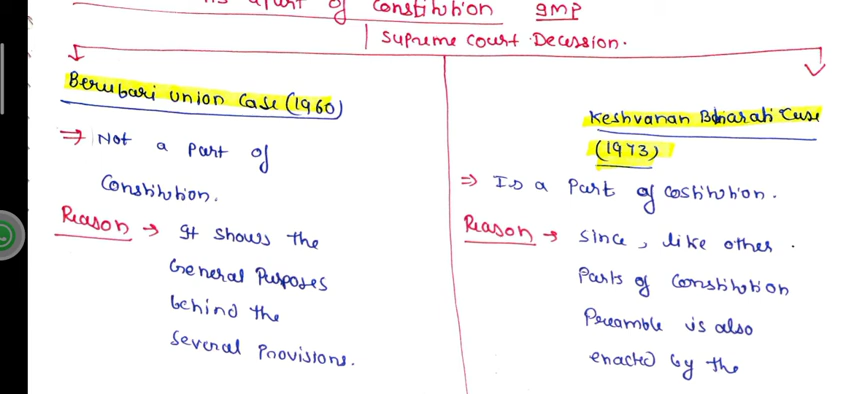 apart of Constitution Imp
Supreme Court Decession.
Berubari Union Case (1960)
⇒ Not a part of
Constitution.
Reason → It shows the
General Purposes
behind the
several Provisions.
Keshvanan Bharati Case
(1973)
⇒ Is a part of costitution.
Reason → Since, like other
Parts of Constitution
Preamble is also
enacted by the